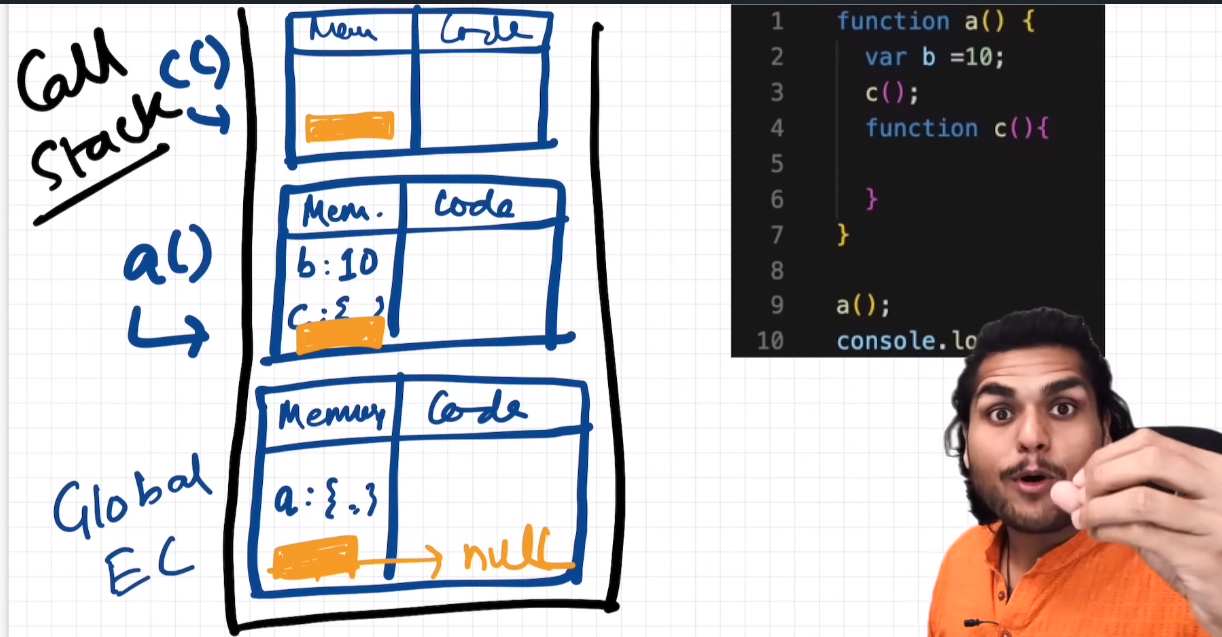 Call
Stack
c()
Mem
Code
a()
Mem.
Code
b:10
c:{ }
Global
EC
Memory
Code
a:{.}
null
1 function a() {
2 var b =10;
3 c();
4 function c(){
5
6 }
7 }
8
9 a();
10 console.lo